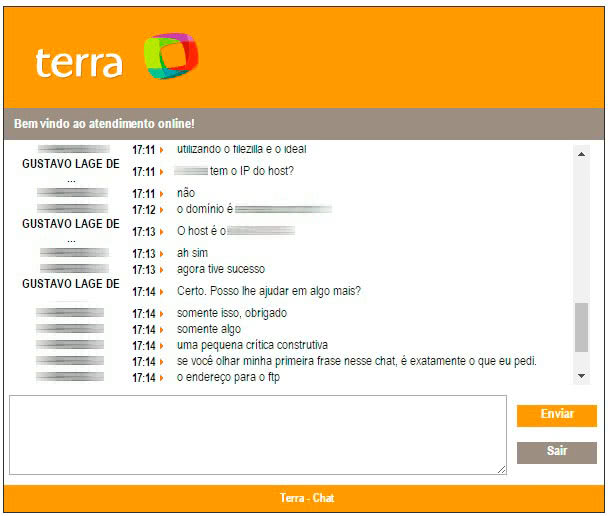 terra
Bem vindo ao atendimento online!
17:11 utilizando o filezilla e o ideal
GUSTAVO LAGE DE ... 17:11 tem o IP do host?
17:11 não
17:12 o domínio é
GUSTAVO LAGE DE ... 17:13 O host é o
17:13 ah sim
17:13 agora tive sucesso
GUSTAVO LAGE DE 17:14 Certo. Posso lhe ajudar em algo mais?
17:14 somente isso, obrigado
17:14 somente algo
17:14 uma pequena crítica construtiva
17:14 se você olhar minha primeira frase nesse chat, é exatamente o que eu pedi.
17:14 o endereço para o ftp
Enviar
Sair
Terra - Chat